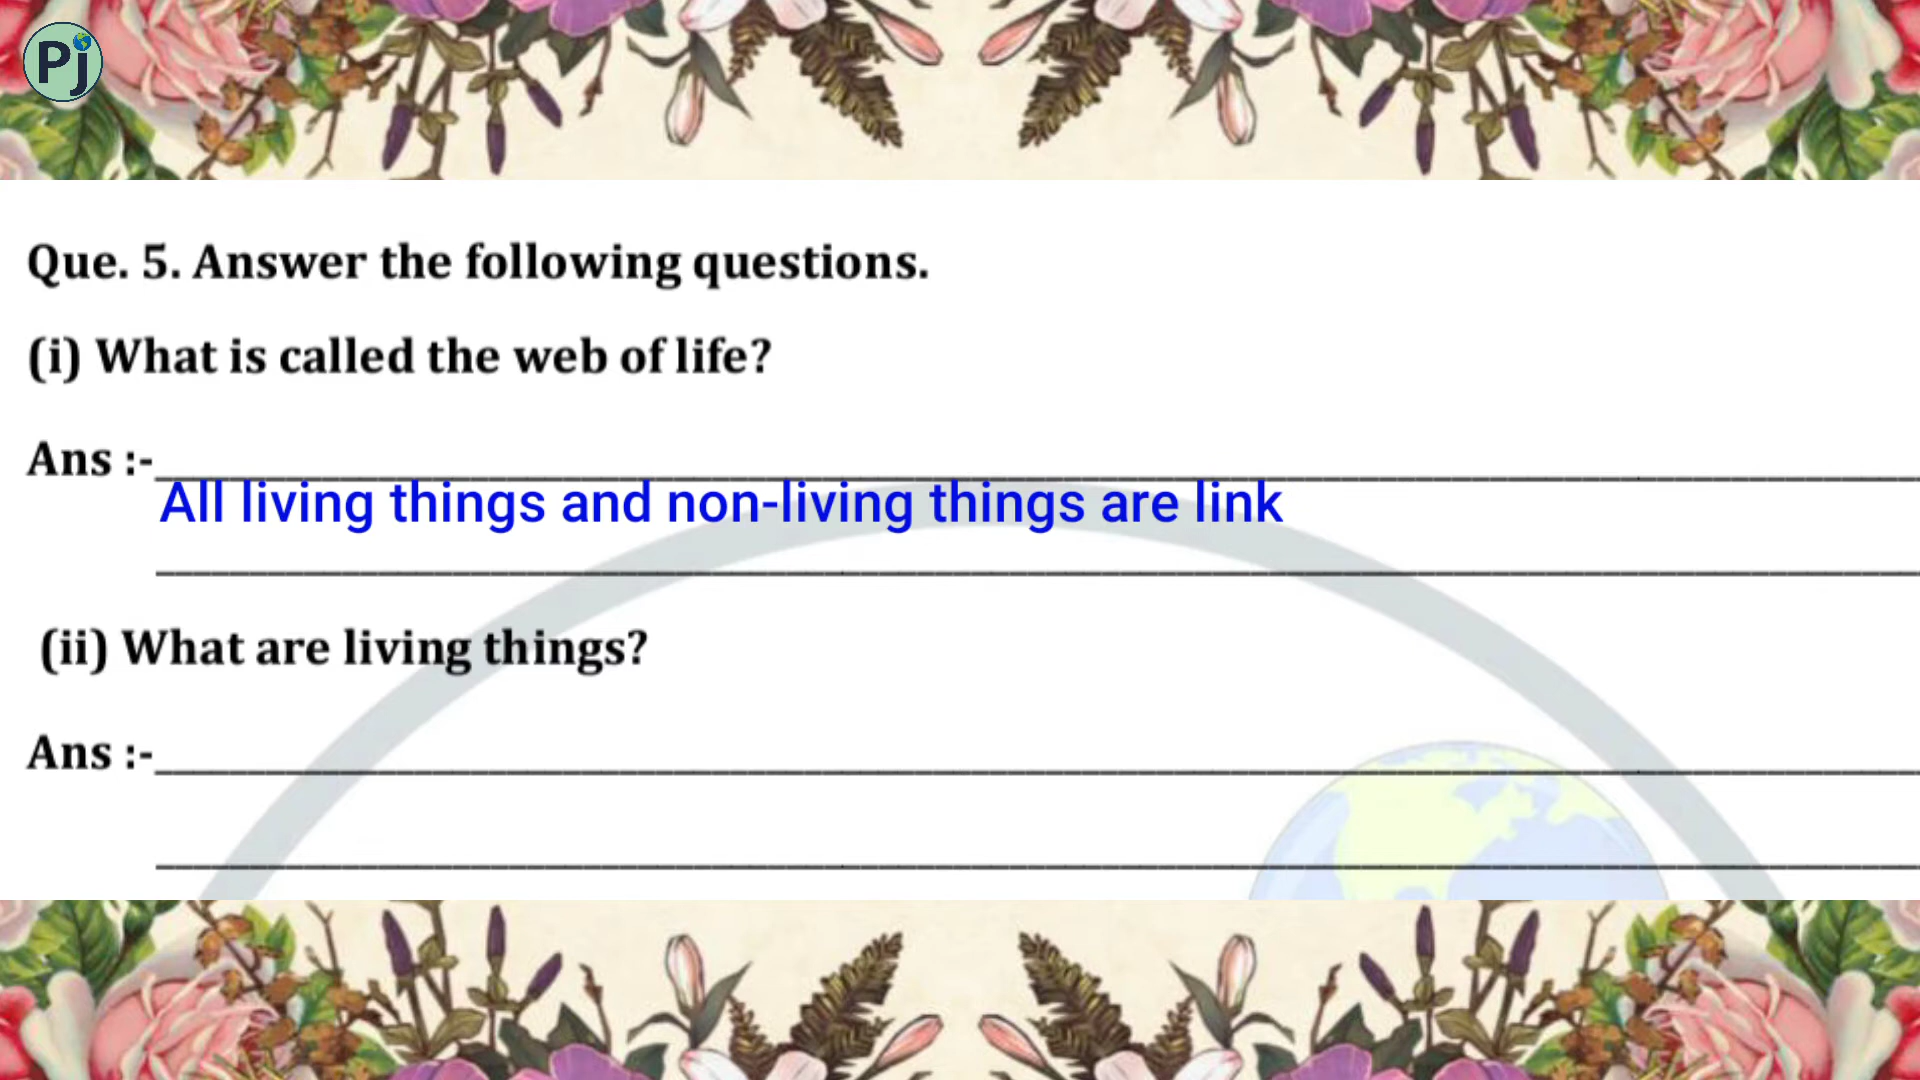 Pj
Que. 5. Answer the following questions.
(i) What is called the web of life?
Ans :-
All living things and non-living things are link
(ii) What are living things?
Ans :-